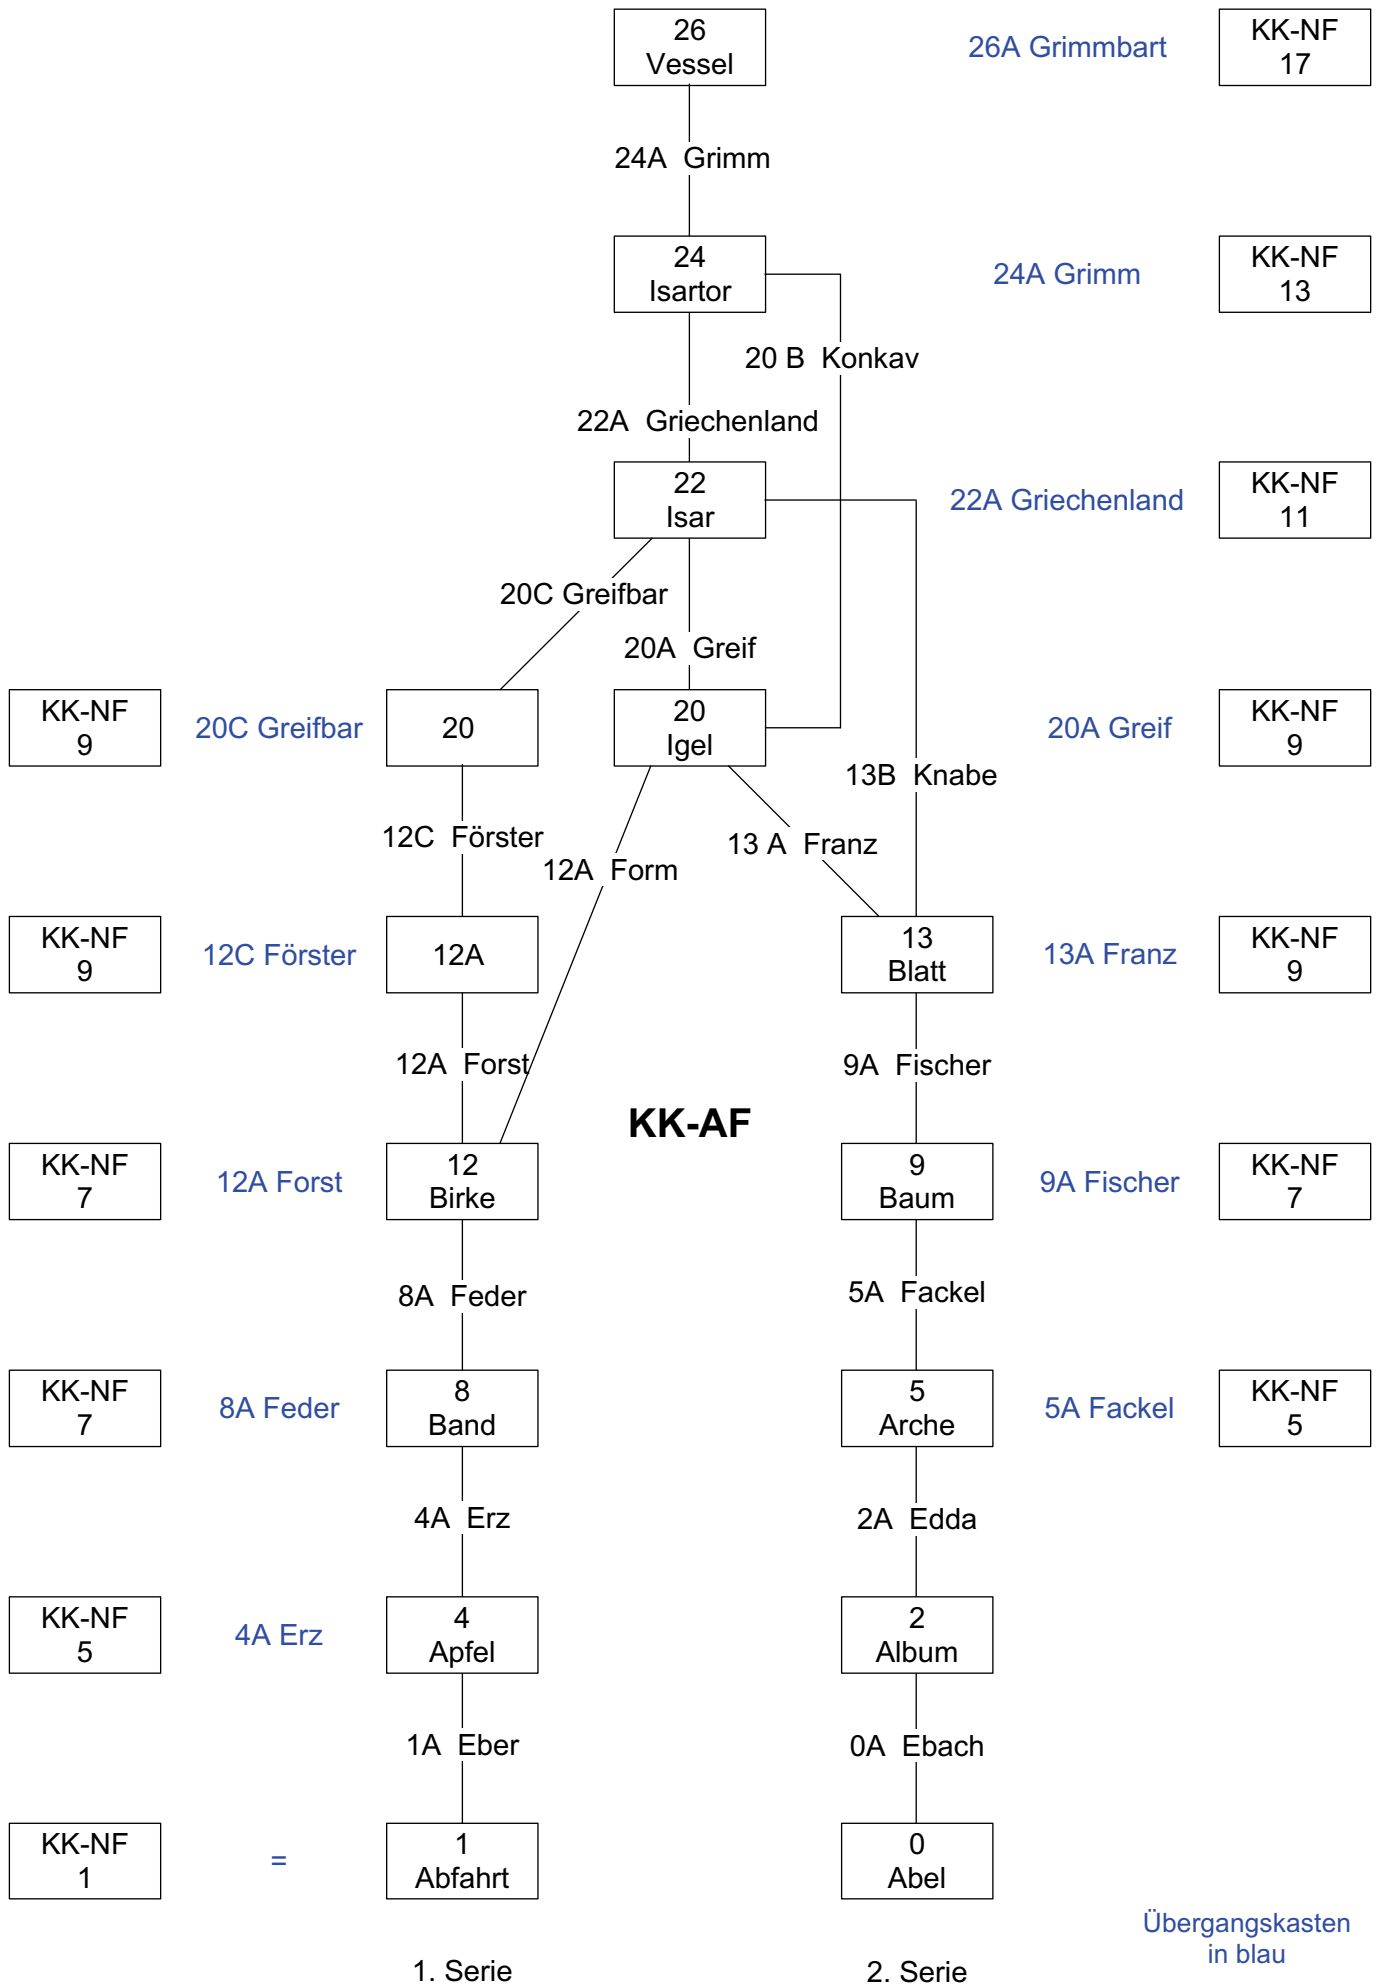 26
Vessel
26A Grimmbart
KK-NF
17
24A Grimm
24
Isartor
24A Grimm
KK-NF
13
20 B Konkav
22A Griechenland
22
Isar
22A Griechenland
KK-NF
11
20C Greifbar
20A Greif
KK-NF
9
20C Greifbar
20
20
Igel
20A Greif
KK-NF
9
13B Knabe
12C Förster
13 A Franz
12A Form
KK-NF
9
12C Förster
12A
13
Blatt
13A Franz
KK-NF
9
12A Forst
9A Fischer
KK-AF
KK-NF
7
12A Forst
12
Birke
9
Baum
9A Fischer
KK-NF
7
8A Feder
5A Fackel
KK-NF
7
8A Feder
8
Band
5
Arche
5A Fackel
KK-NF
5
4A Erz
2A Edda
KK-NF
5
4A Erz
4
Apfel
2
Album
1A Eber
0A Ebach
KK-NF
1
=
1
Abfahrt
0
Abel
Übergangskasten
in blau
1. Serie
2. Serie